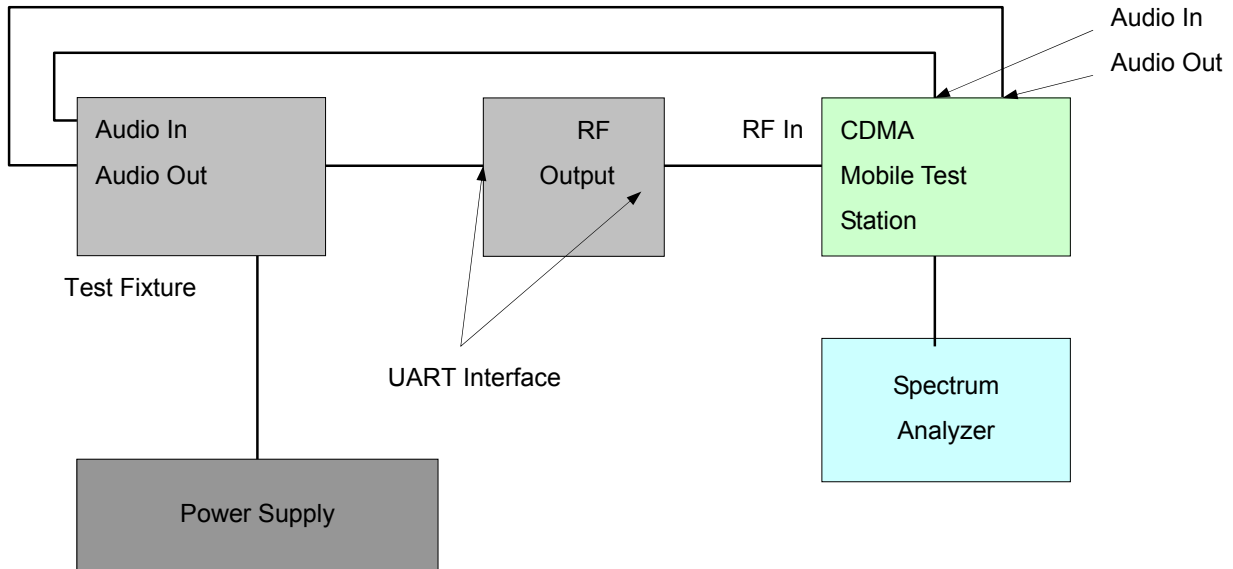 Audio In
Audio Out
Audio In
Audio Out
RF
Output
RF In
CDMA
Mobile Test
Station
Test Fixture
UART Interface
Spectrum
Analyzer
Power Supply